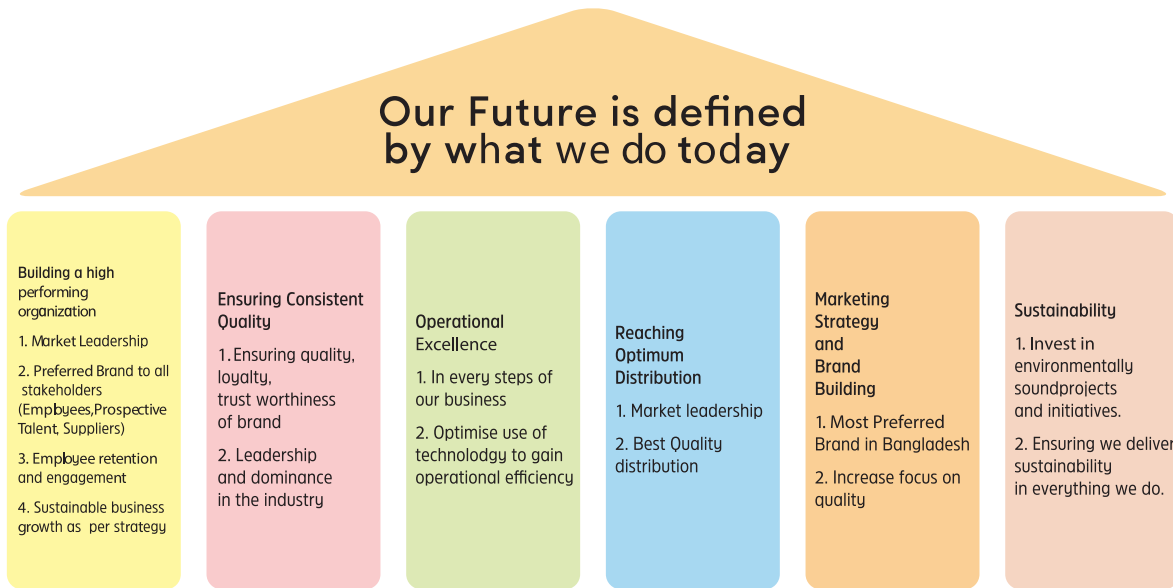 Our Future is defined
by what we do today
Building a high
performing
organization
1. Market Leadership
2. Preferred Brand to all
stakeholders
(Employees,Prospective
Talent, Suppliers)
3. Employee retention
and engagement
4. Sustainable business
growth as per strategy
Ensuring Consistent
Quality
1.Ensuring quality,
loyalty,
trust worthiness
of brand
2. Leadership
and dominance
in the industry
Operational
Excellence
1. In every steps of
our business
2. Optimise use of
technolodgy to gain
operational efficiency
Reaching
Optimum
Distribution
1. Market leadership
2. Best Quality
distribution
Marketing
Strategy
and
Brand
Building
1. Most Preferred
Brand in Bangladesh
2. Increase focus on
quality
Sustainability
1. Invest in
environmentally
soundprojects
and initiatives.
2. Ensuring we deliver
sustainability
in everything we do.